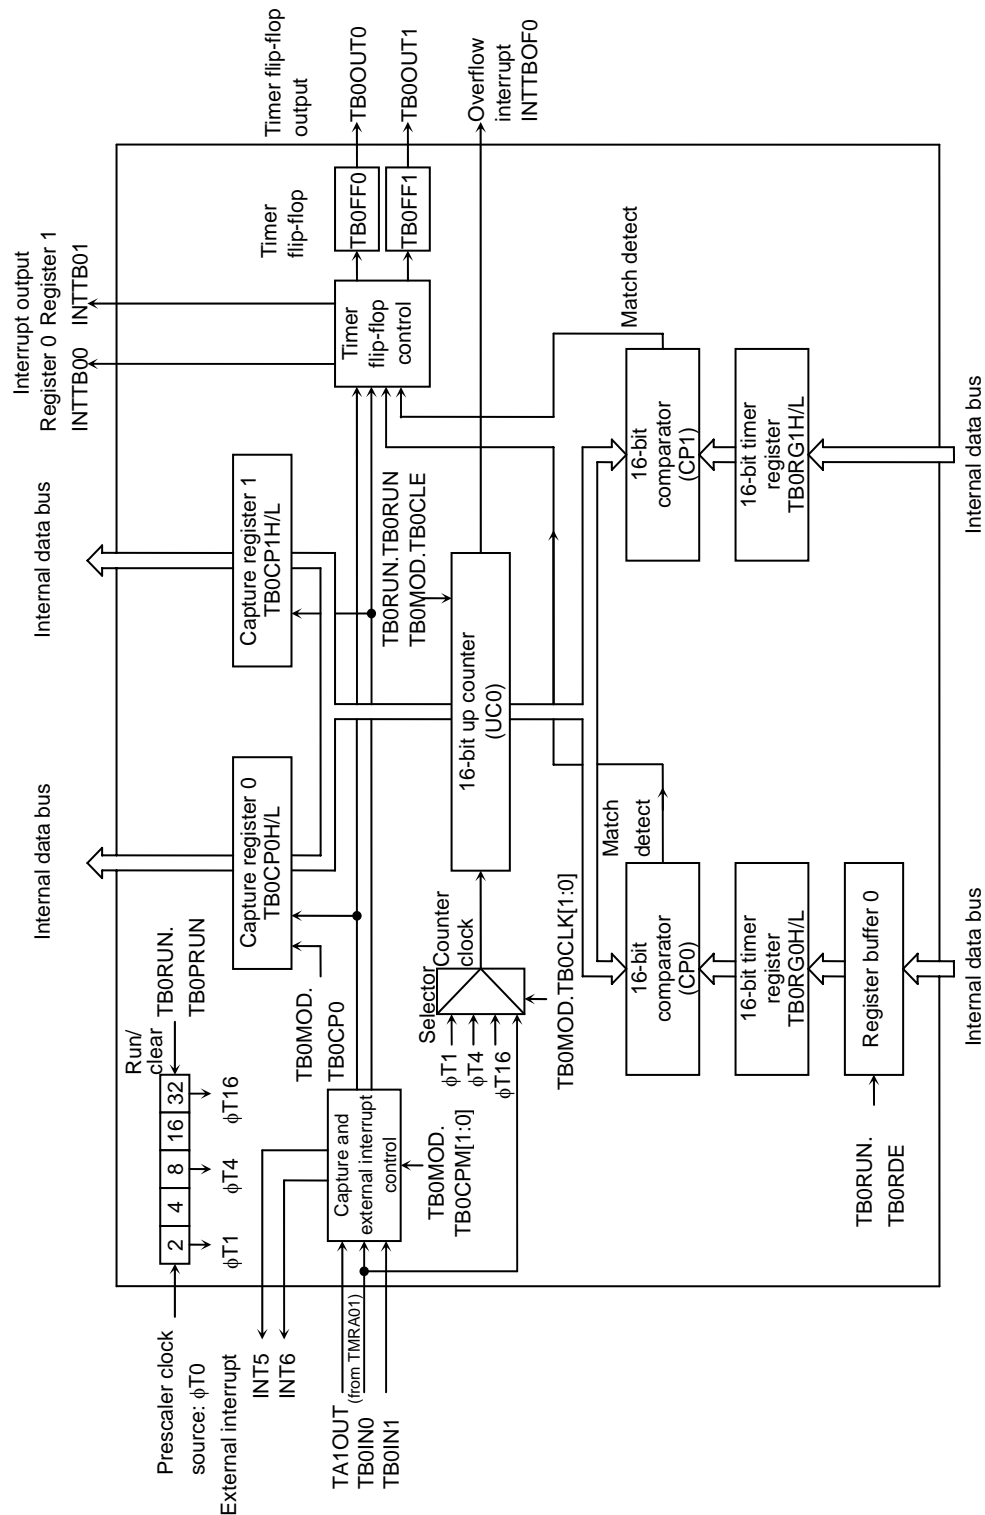 Internal data bus
Internal data bus
Interrupt output
Register 0 Register 1
INTTB00 INTTB01
Timer flip-flop
output
Prescaler clock
source: ϕT0
2 4 8 16 32
Run/
clear
TB0RUN.
TB0PRUN
ϕT1
ϕT4
ϕT16
External interrupt
INT5
INT6
Capture register 0
TB0CP0H/L
Capture register 1
TB0CP1H/L
TB0MOD.
TB0CP0
TA1OUT
(from TMRA01)
TB0IN0
TB0IN1
Capture and
external interrupt
control
TB0MOD.
TB0CPM[1:0]
Timer
flip-flop
control
Timer
flip-flop
TB0FF0
TB0FF1
TB0OUT0
TB0OUT1
TB0RUN.TB0RUN
TB0MOD.TB0CLE
Selector
Counter
clock
ϕT1
ϕT4
ϕT16
TB0MOD.TB0CLK[1:0]
16-bit up counter
(UC0)
Overflow
interrupt
INTTBOF0
Match
detect
Match detect
16-bit
comparator
(CP0)
16-bit
comparator
(CP1)
16-bit timer
register
TB0RG0H/L
16-bit timer
register
TB0RG1H/L
Register buffer 0
TB0RUN.
TB0RDE
Internal data bus
Internal data bus